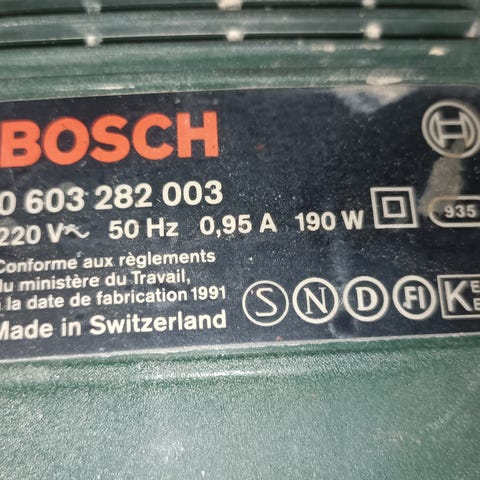 BOSCH
0 603 282 003
220 V~ 50 Hz 0,95 A 190 W 935
Conforme aux règlements
du ministère du Travail,
à la date de fabrication 1991
Made in Switzerland
S N D FI KE